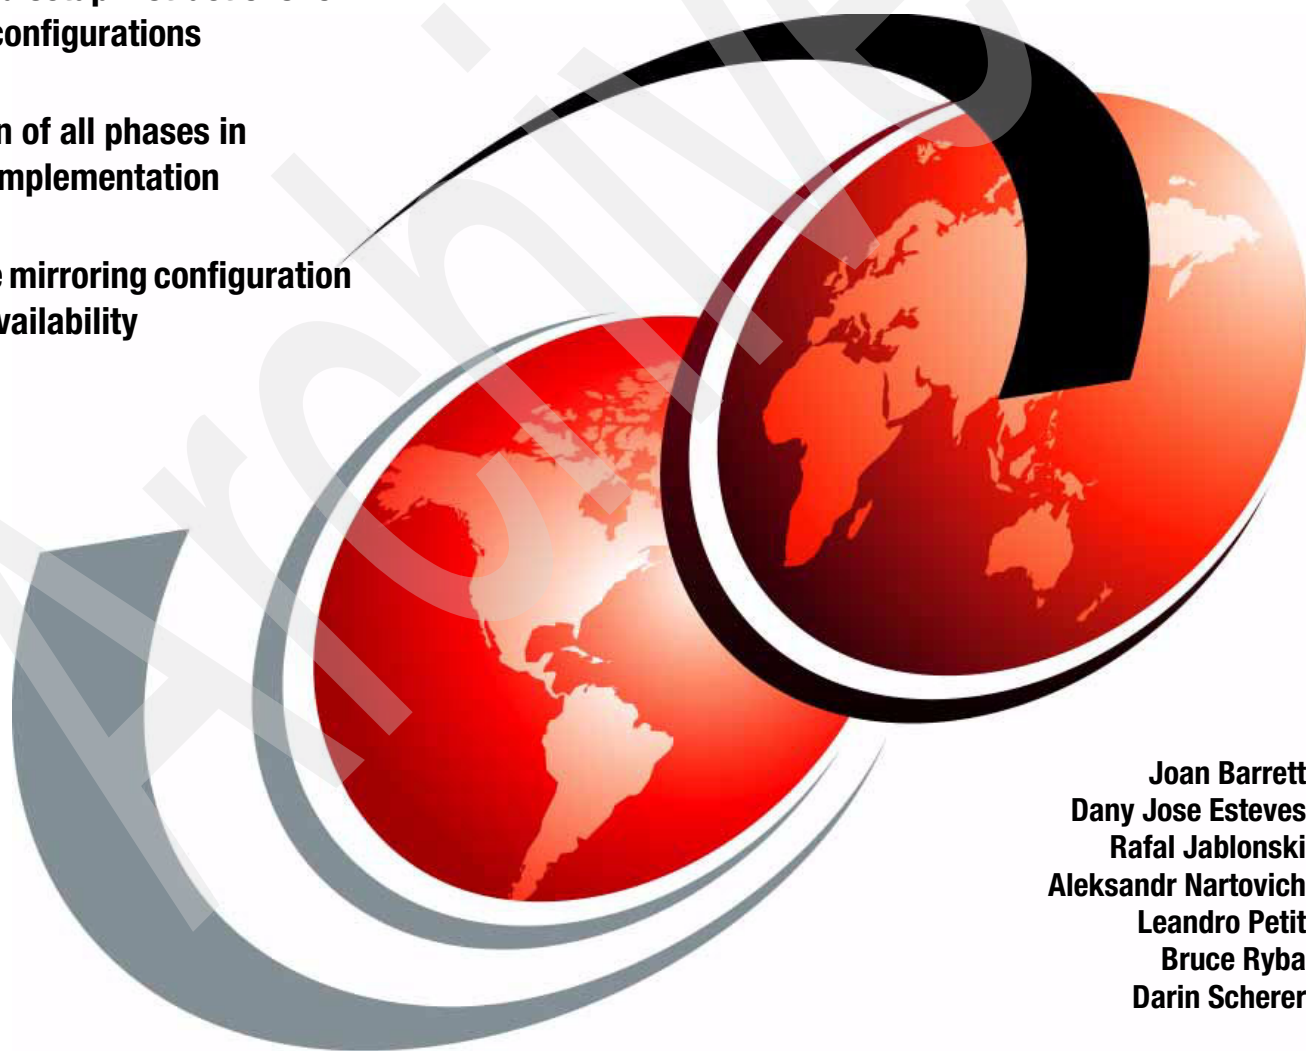 configurations
n of all phases in
mplementation
mirroring configuration
vailability
Joan Barrett
Dany Jose Esteves
Rafal Jablonski
Aleksandr Nartovich
Leandro Petit
Bruce Ryba
Darin Scherer